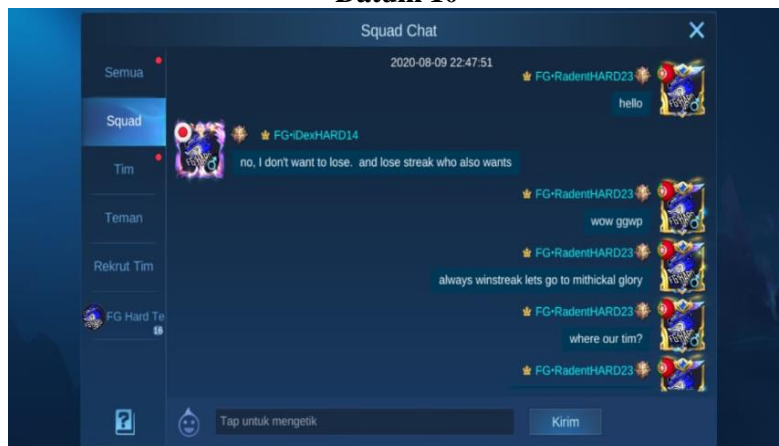 Datum 10
Squad Chat
Semua
Squad
Tim
Teman
Rekrut Tim
FG Hard Te
16
2020-08-09 22:47:51
FG•RadentHARD23
hello
FG•iDexHARD14
no, I don't want to lose. and lose streak who also wants
FG•RadentHARD23
wow ggwp
FG•RadentHARD23
always winstreak lets go to mithickal glory
FG•RadentHARD23
where our tim?
FG•RadentHARD23
Tap untuk mengetik
Kirim